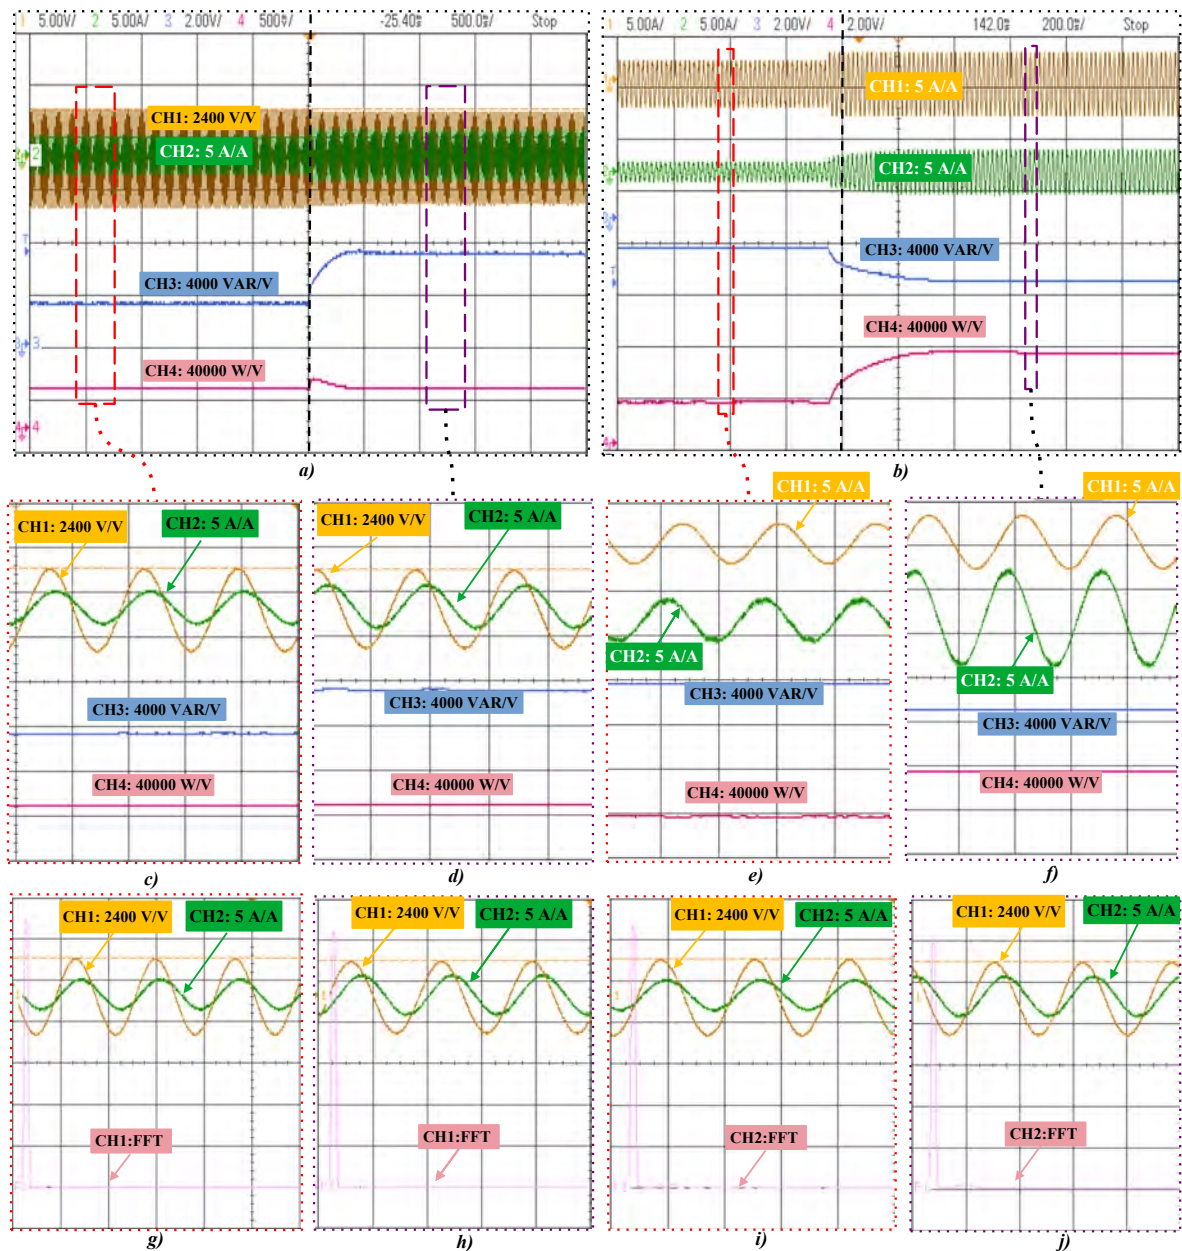 1 5.00V/ 2 5.00A/ 3 2.00V/ 4 500% -25.40s 500.0s/ Stop
1 5.00A/ 2 5.00A/ 3 2.00V/ 4 2.00V/ 142.0s 200.0s/ Stop
CH1: 2400 V/V
CH2: 5 A/A
CH3: 4000 VAR/V
CH4: 40000 W/V
a)
CH1: 5 A/A
CH2: 5 A/A
CH3: 4000 VAR/V
CH4: 40000 W/V
b)
CH1: 2400 V/V
CH2: 5 A/A
CH3: 4000 VAR/V
CH4: 40000 W/V
c)
CH1: 2400 V/V
CH2: 5 A/A
CH3: 4000 VAR/V
CH4: 40000 W/V
d)
CH1: 5 A/A
CH2: 5 A/A
CH3: 4000 VAR/V
CH4: 40000 W/V
e)
CH1: 5 A/A
CH2: 5 A/A
CH3: 4000 VAR/V
CH4: 40000 W/V
f)
CH1: 2400 V/V
CH2: 5 A/A
CH1:FFT
g)
CH1: 2400 V/V
CH2: 5 A/A
CH1:FFT
h)
CH1: 2400 V/V
CH2: 5 A/A
CH2:FFT
i)
CH1: 2400 V/V
CH2: 5 A/A
CH2:FFT
j)